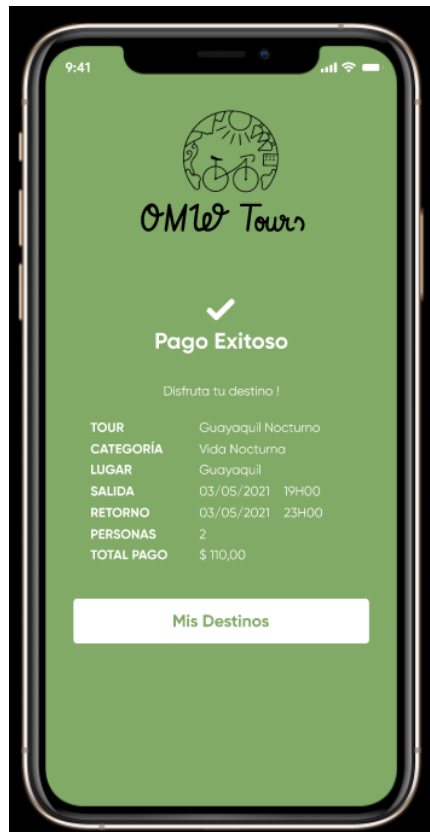 9:41
OMW Tours
Pago Exitoso
Disfruta tu destino !
TOUR Guayaquil Nocturno
CATEGORÍA Vida Nocturna
LUGAR Guayaquil
SALIDA 03/05/2021 19H00
RETORNO 03/05/2021 23H00
PERSONAS 2
TOTAL PAGO $ 110,00
Mis Destinos